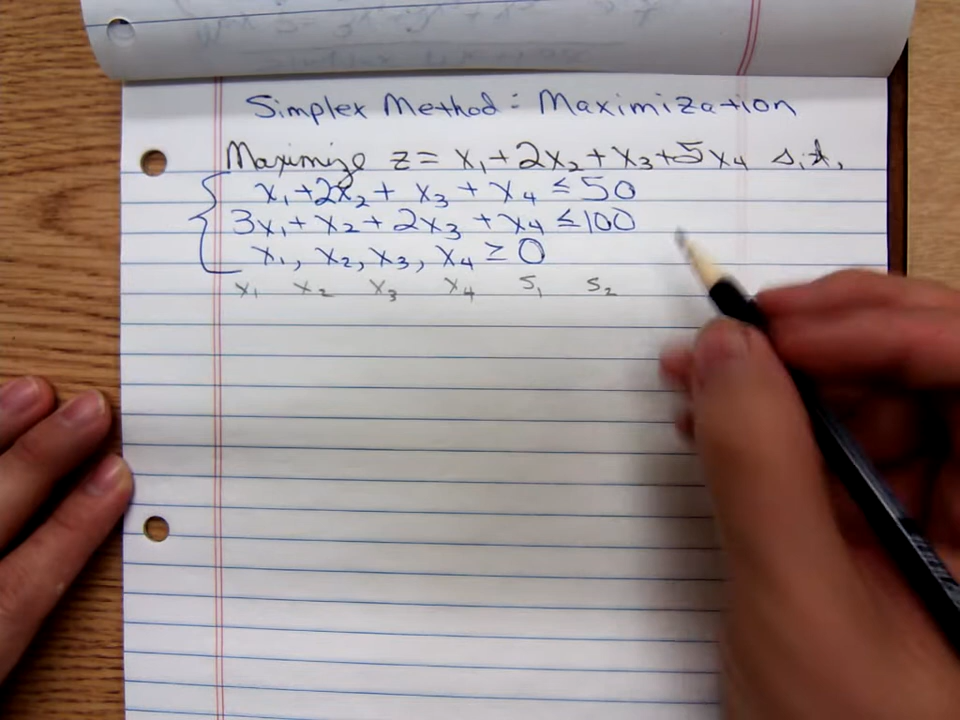 Simplex Method: Maximization
Maximize z = x₁ + 2x₂ + x₃ + 5x₄ s.t.
x₁ + 2x₂ + x₃ + x₄ ≤ 50
3x₁ + x₂ + 2x₃ + x₄ ≤ 100
x₁, x₂, x₃, x₄ ≥ 0
x₁ x₂ x₃ x₄ s₁ s₂